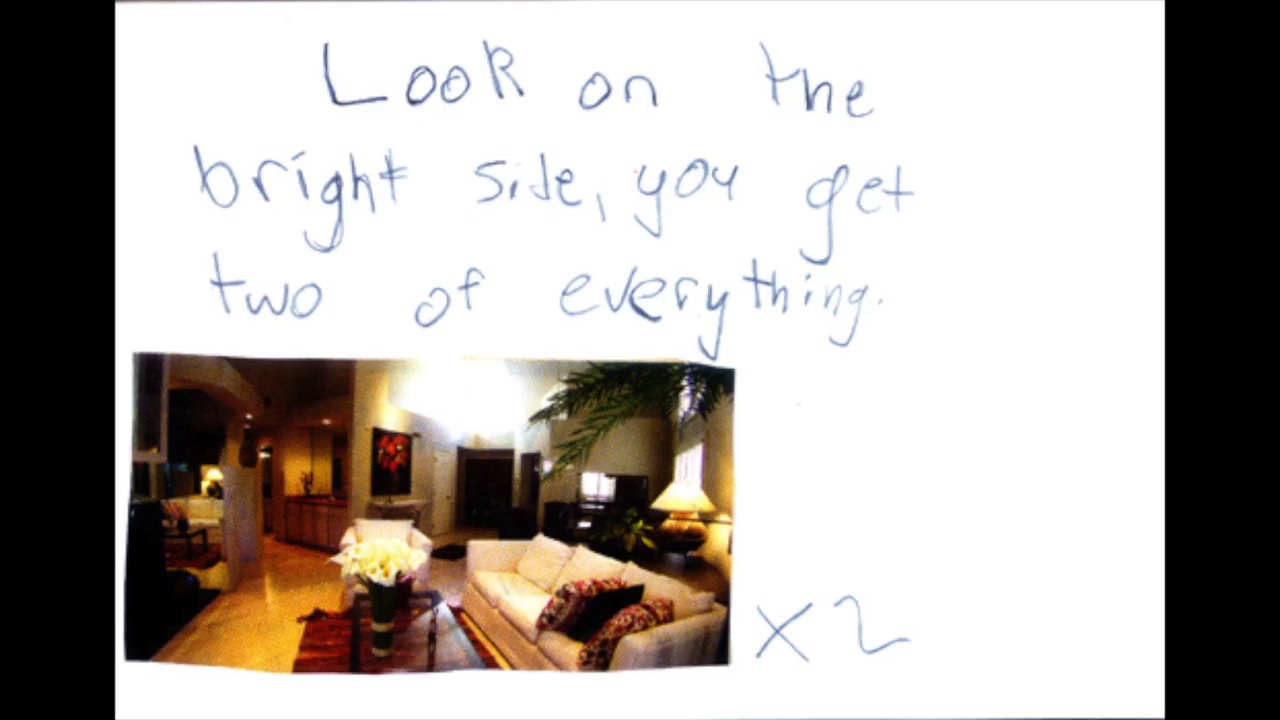 Look on the
bright side, you get
two of everything.
x2